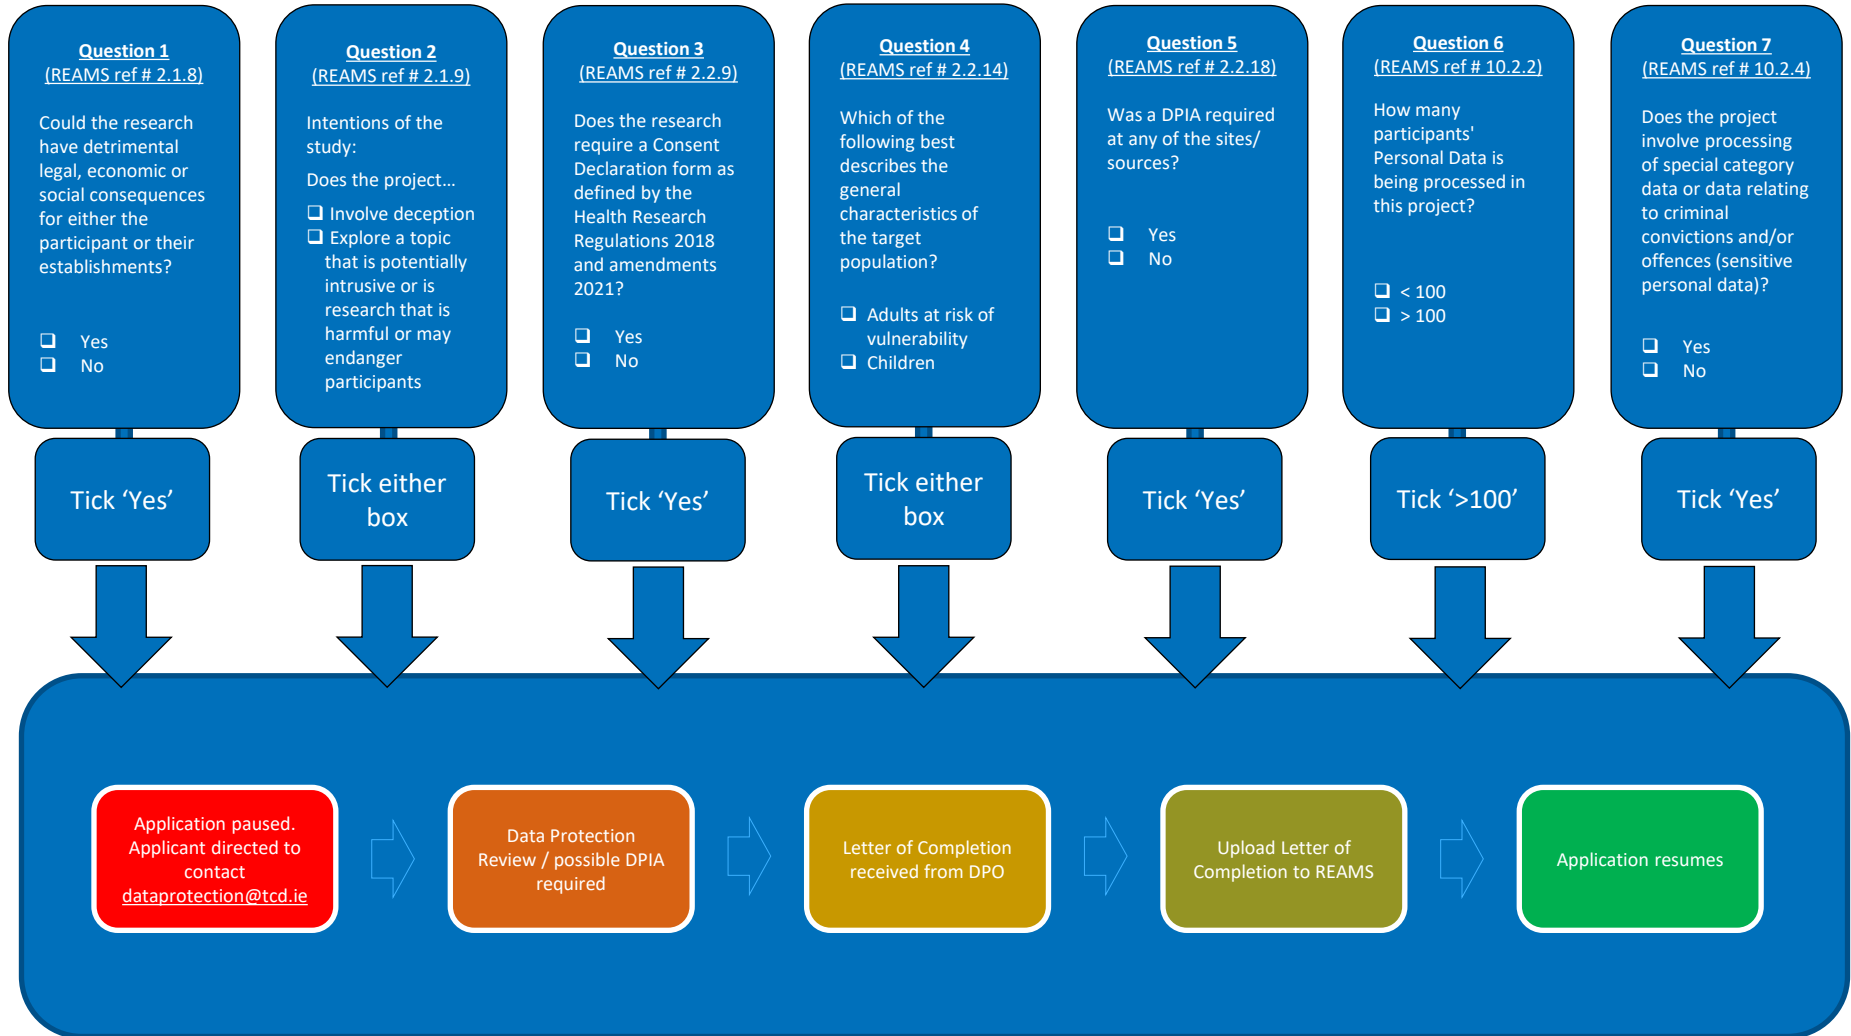 Question 1
(REAMS ref # 2.1.8)
Could the research
have detrimental
legal, economic or
social consequences
for either the
participant or their
establishments?
❑ Yes
❑ No
Question 2
(REAMS ref # 2.1.9)
Intentions of the
study:
Does the project…
❑ Involve deception
❑ Explore a topic
that is potentially
intrusive or is
research that is
harmful or may
endanger
participants
Question 3
(REAMS ref # 2.2.9)
Does the research
require a Consent
Declaration form as
defined by the
Health Research
Regulations 2018
and amendments
2021?
❑ Yes
❑ No
Question 4
(REAMS ref # 2.2.14)
Which of the
following best
describes the
general
characteristics of
the target
population?
❑ Adults at risk of
vulnerability
❑ Children
Question 5
(REAMS ref # 2.2.18)
Was a DPIA required
at any of the sites/
sources?
❑ Yes
❑ No
Question 6
(REAMS ref # 10.2.2)
How many
participants'
Personal Data is
being processed in
this project?
❑ < 100
❑ > 100
Question 7
(REAMS ref # 10.2.4)
Does the project
involve processing
of special category
data or data relating
to criminal
convictions and/or
offences (sensitive
personal data)?
❑ Yes
❑ No
Tick ‘Yes’
Tick either
box
Tick ‘Yes’
Tick either
box
Tick ‘Yes’
Tick ‘>100’
Tick ‘Yes’
Application paused.
Applicant directed to
contact
dataprotection@tcd.ie
Data Protection
Review / possible DPIA
required
Letter of Completion
received from DPO
Upload Letter of
Completion to REAMS
Application resumes